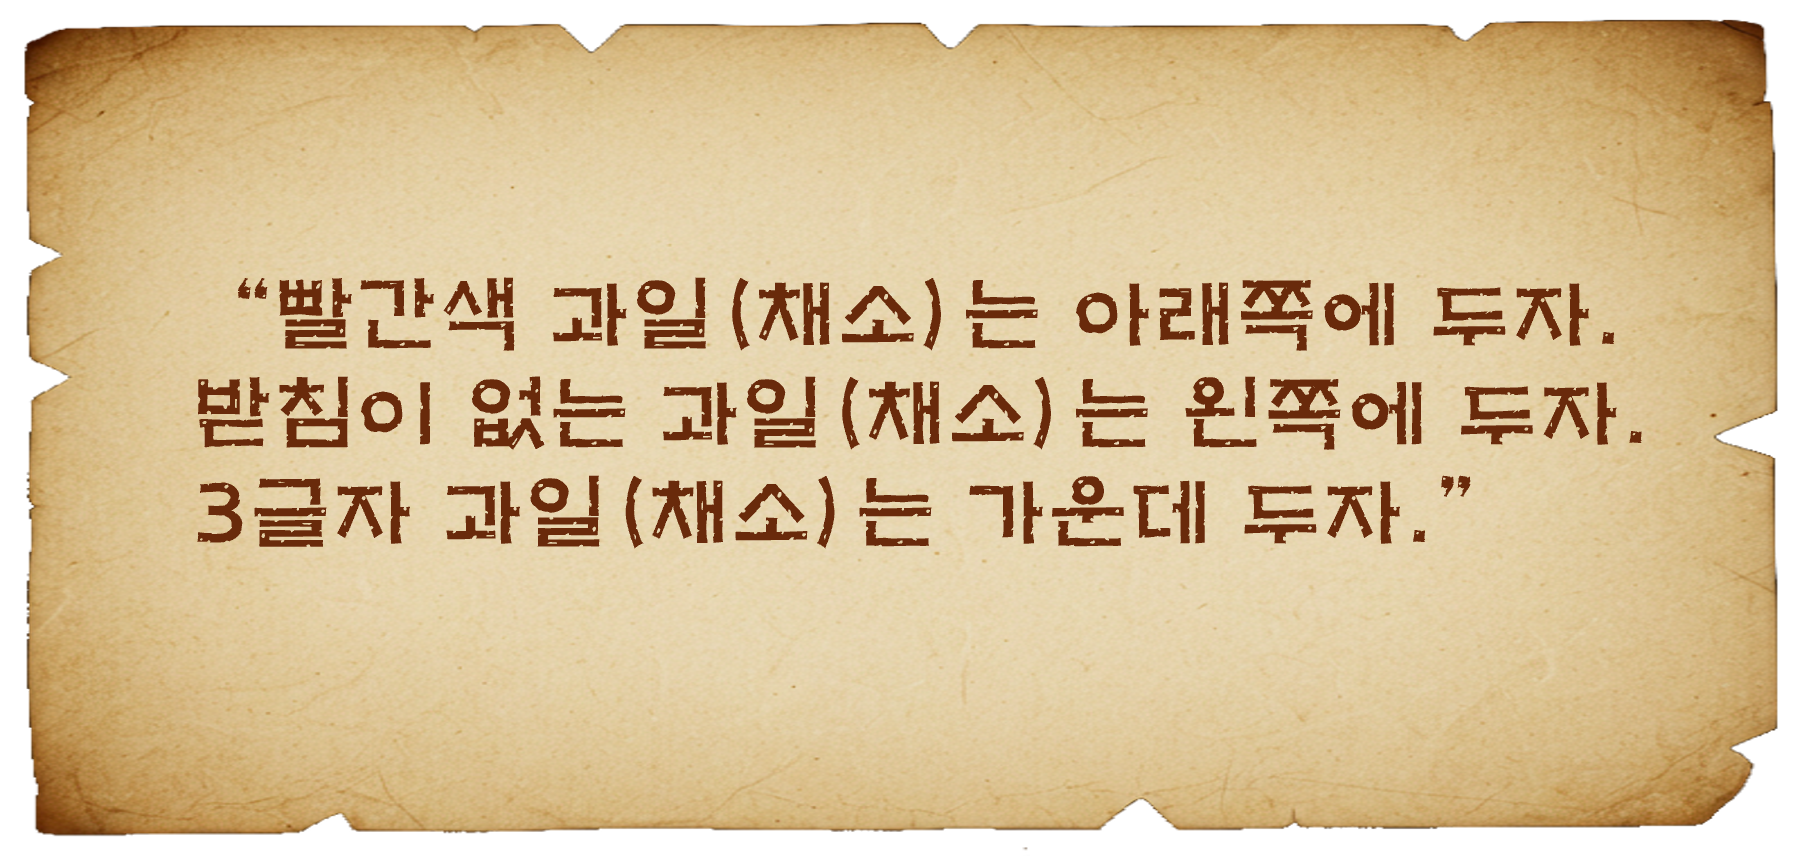 “빨간색 과일(채소)는 아래쪽에 두자.
받침이 없는 과일(채소)는 왼쪽에 두자.
3글자 과일(채소)는 가운데 두자.”